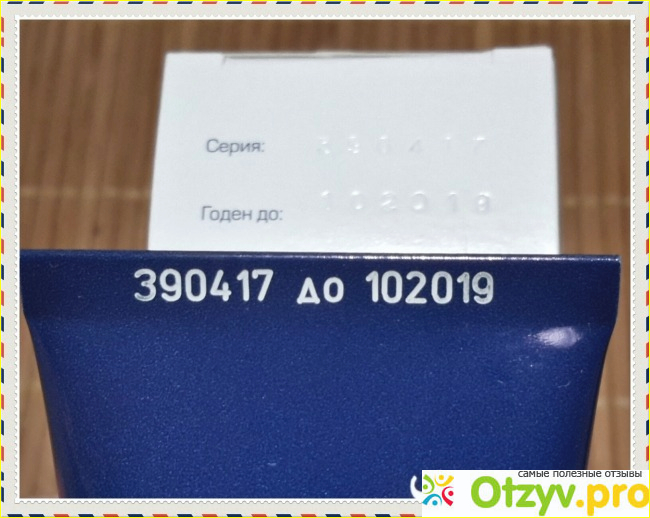 Серия: 390417
Годен до: 102019
390417 до 102019
самые полезные отзывы
Otzyv.pro